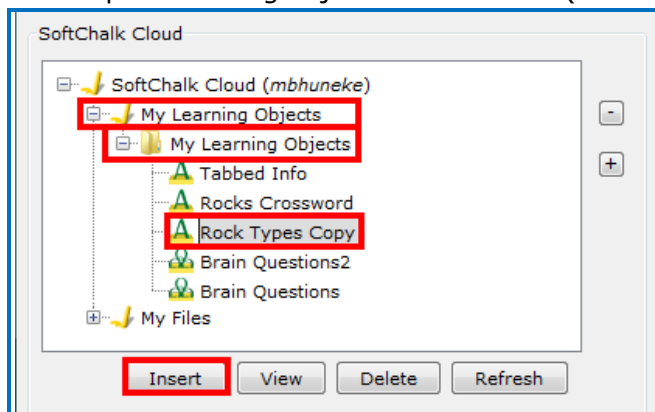 SoftChalk Cloud
SoftChalk Cloud (mbhuneke)
My Learning Objects
My Learning Objects
Tabbed Info
Rocks Crossword
Rock Types Copy
Brain Questions2
Brain Questions
My Files
-
+
Insert View Delete Refresh